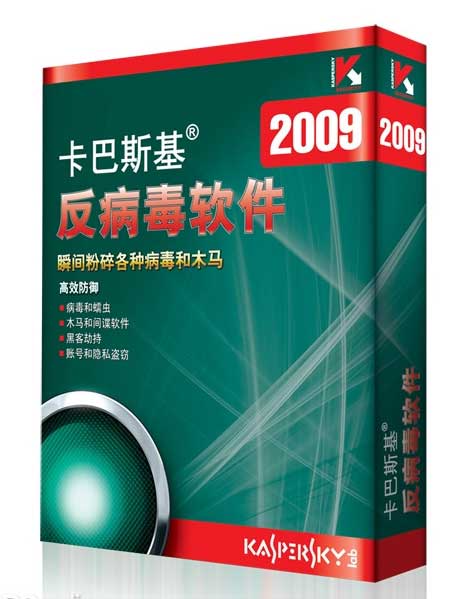 KASPERSKY
2009
卡巴斯基®
反病毒软件
瞬间粉碎各种病毒和木马
高效防御
病毒和蠕虫
木马和间谍软件
黑客劫持
账号和隐私盗窃
KASPERSKY lab
KASPERSKY
2009
卡巴斯基®
反病毒软件